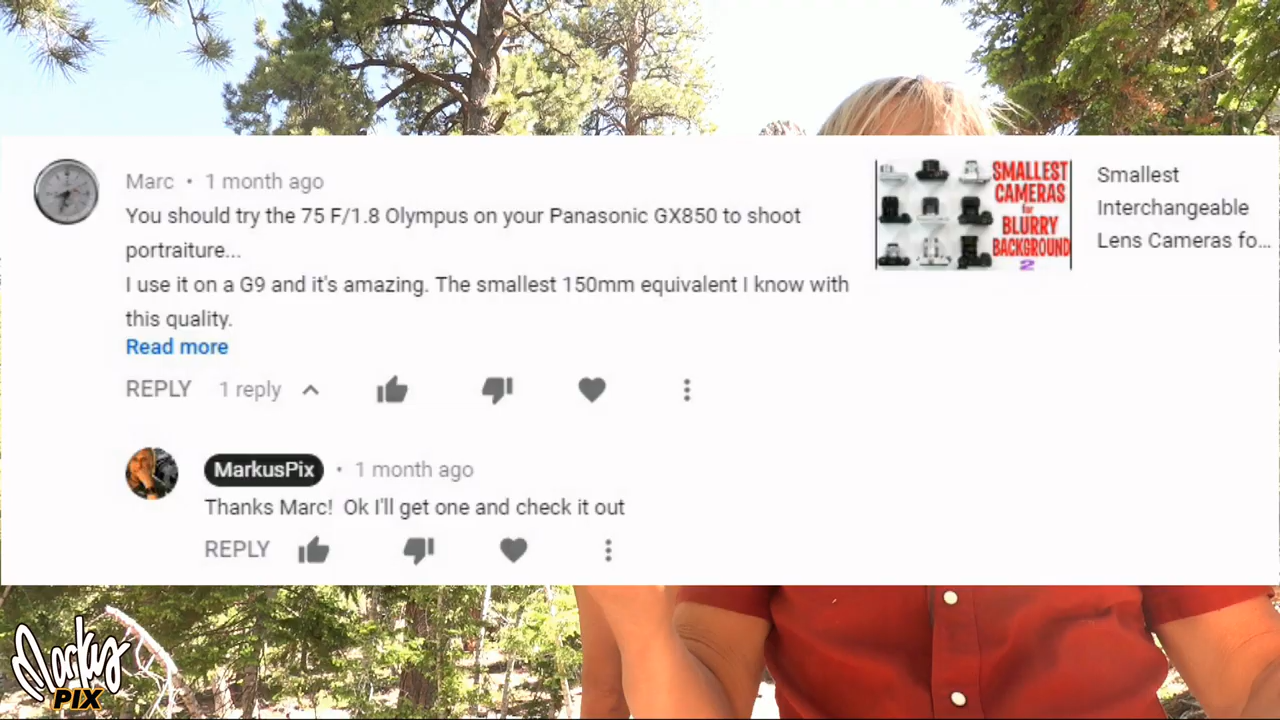 Marc • 1 month ago
You should try the 75 F/1.8 Olympus on your Panasonic GX850 to shoot
portraiture...
I use it on a G9 and it's amazing. The smallest 150mm equivalent I know with
this quality.
Read more
REPLY 1 reply
MarkusPix • 1 month ago
Thanks Marc! Ok I'll get one and check it out
REPLY
SMALLEST
CAMERAS
for
BLURRY
BACKGROUND
2
Smallest
Interchangeable
Lens Cameras fo...
Markus
PIX